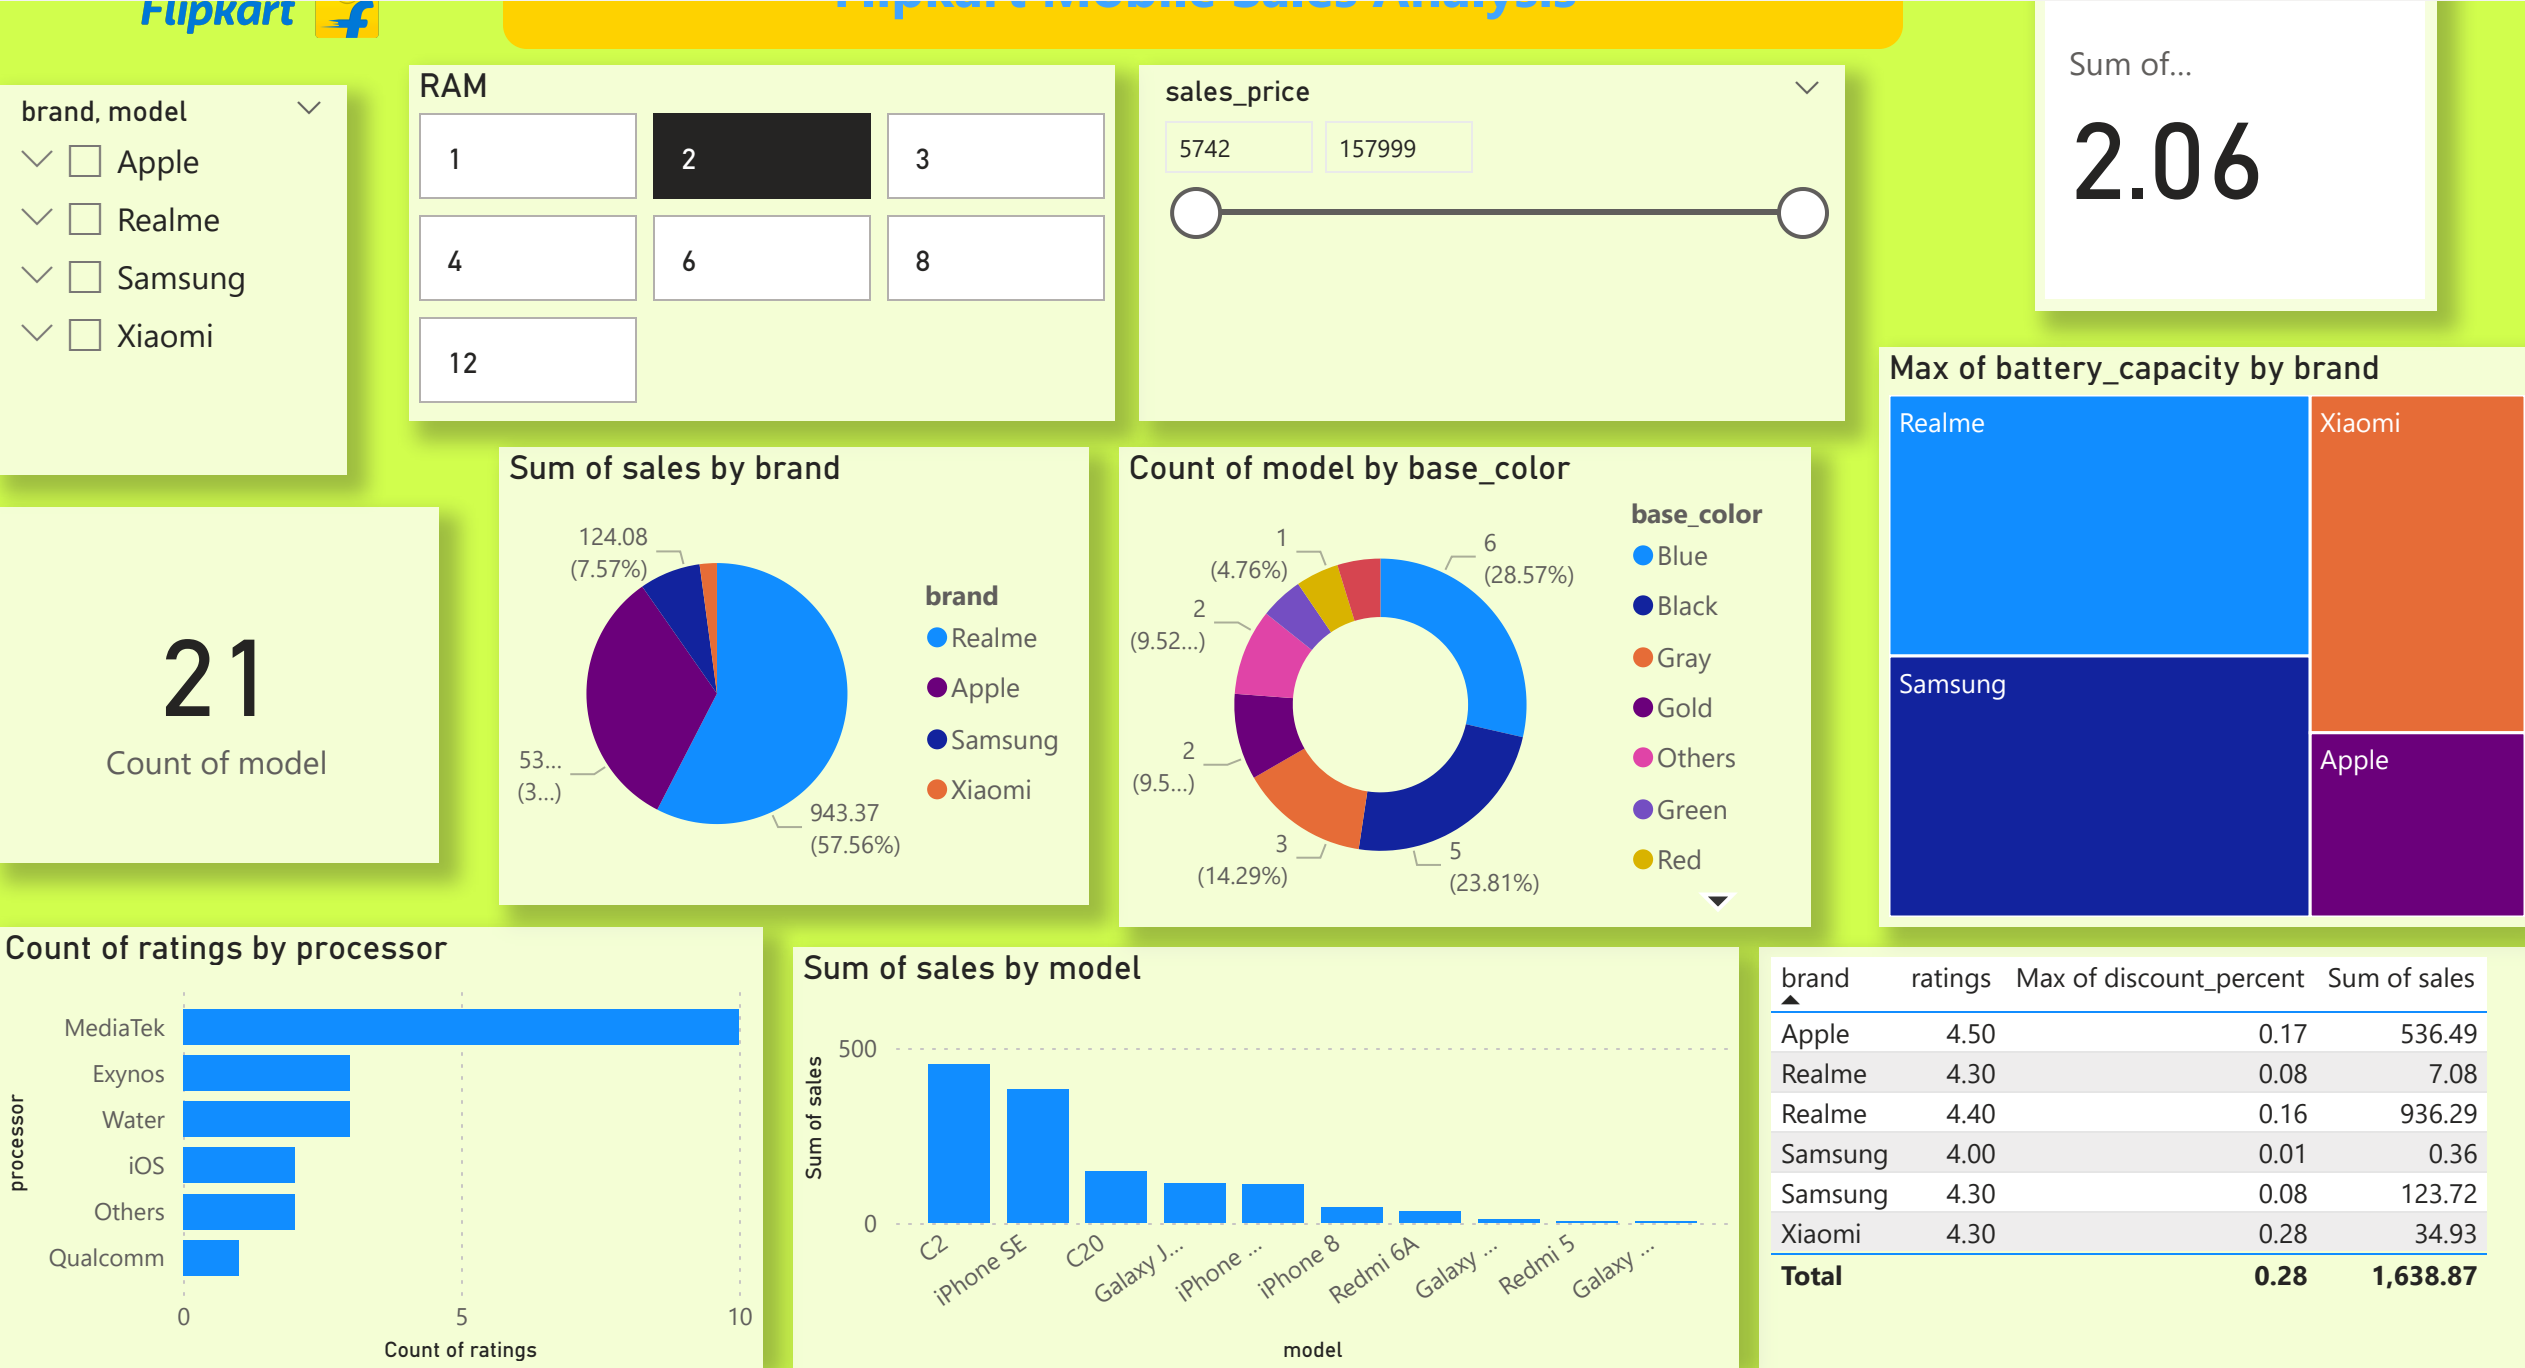 Flipkart
Flipkart Mobile Sales Analysis
Sum of...
2.06
brand, model
Apple
Realme
Samsung
Xiaomi
RAM
1
2
3
4
6
8
12
sales_price
5742
157999
Max of battery_capacity by brand
Realme
Xiaomi
Samsung
Apple
21
Count of model
Sum of sales by brand
124.08
(7.57%)
53...
(3...)
943.37
(57.56%)
brand
Realme
Apple
Samsung
Xiaomi
Count of model by base_color
1
(4.76%)
2
(9.52...)
2
(9.5...)
3
(14.29%)
6
(28.57%)
5
(23.81%)
base_color
Blue
Black
Gray
Gold
Others
Green
Red
Count of ratings by processor
processor
MediaTek
Exynos
Water
iOS
Others
Qualcomm
0
5
10
Count of ratings
Sum of sales by model
Sum of sales
500
0
C2
iPhone SE
C20
Galaxy J...
iPhone ...
iPhone 8
Redmi 6A
Galaxy ...
Redmi 5
Galaxy ...
model
brand ratings Max of discount_percent Sum of sales
Apple 4.50 0.17 536.49
Realme 4.30 0.08 7.08
Realme 4.40 0.16 936.29
Samsung 4.00 0.01 0.36
Samsung 4.30 0.08 123.72
Xiaomi 4.30 0.28 34.93
Total 0.28 1,638.87